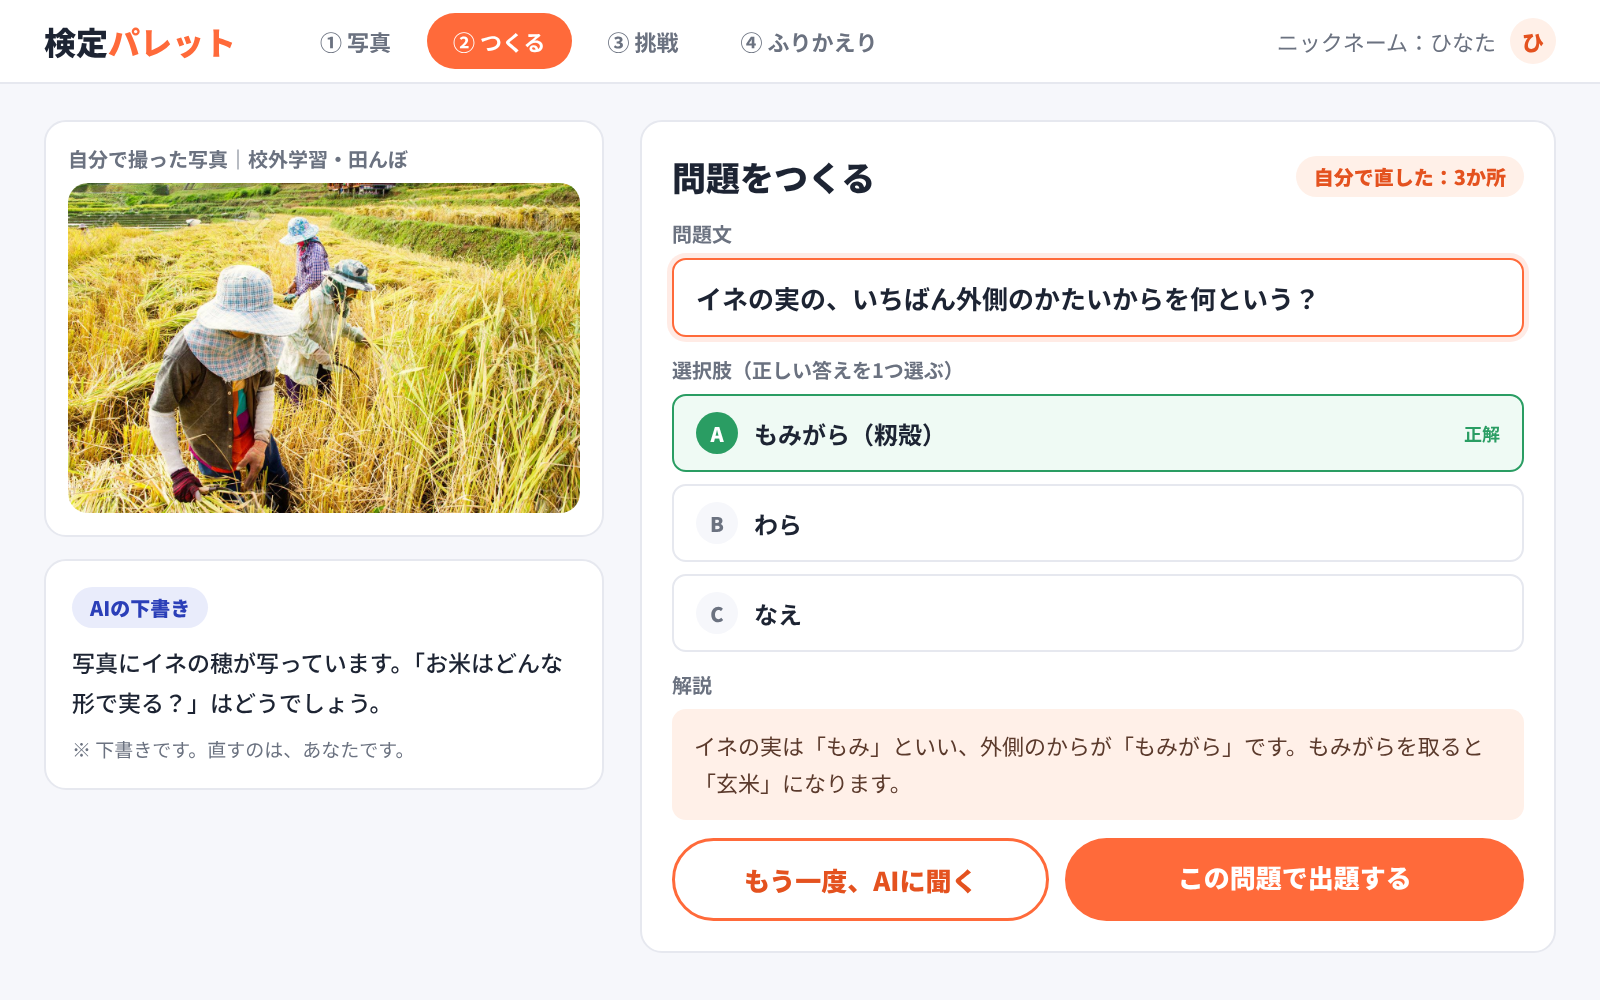 検定パレット
① 写真
② つくる
③ 挑戦
④ ふりかえり
ニックネーム：ひなた
ひ
自分で撮った写真｜校外学習・田んぼ
AIの下書き
写真にイネの穂が写っています。「お米はどんな
形で実る？」はどうでしょう。
※ 下書きです。直すのは、あなたです。
問題をつくる
自分で直した：3か所
問題文
イネの実の、いちばん外側のかたいからを何という？
選択肢（正しい答えを1つ選ぶ）
A もみがら（籾殻）
正解
B わら
C なえ
解説
イネの実は「もみ」といい、外側のからが「もみがら」です。もみがらを取ると
「玄米」になります。
もう一度、AIに聞く
この問題で出題する